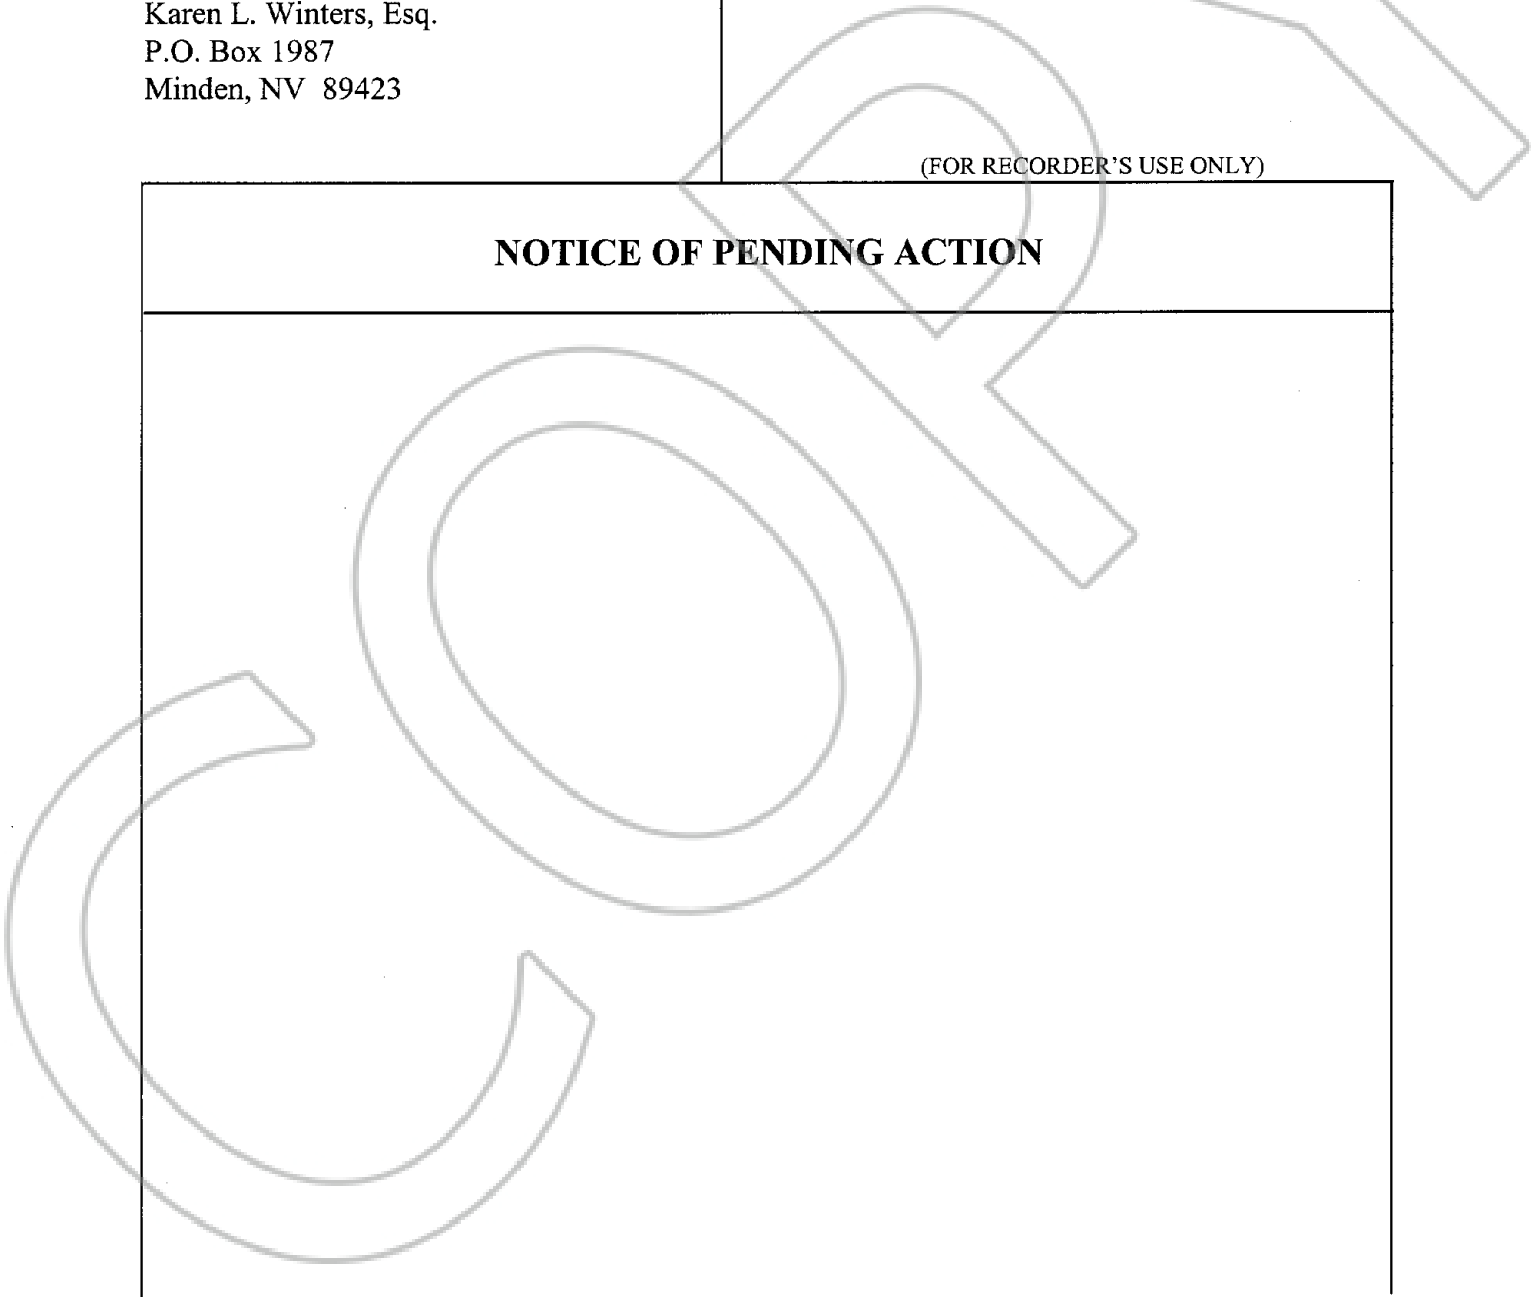 Karen L. Winters, Esq.
P.O. Box 1987
Minden, NV 89423
(FOR RECORDER'S USE ONLY)
NOTICE OF PENDING ACTION
COPY